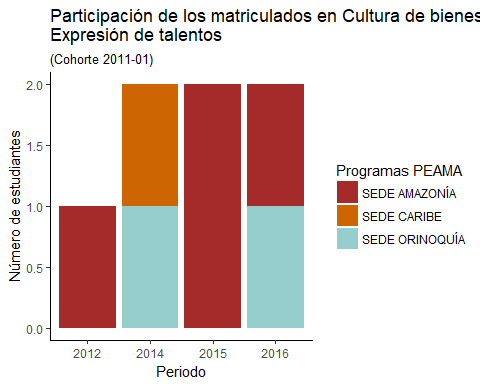 Participación de los matriculados en Cultura de bienes
Expresión de talentos
(Cohorte 2011-01)
Número de estudiantes
2.0
1.5
1.0
0.5
0.0
2012 2014 2015 2016
Periodo
Programas PEAMA
SEDE AMAZONÍA
SEDE CARIBE
SEDE ORINOQUÍA